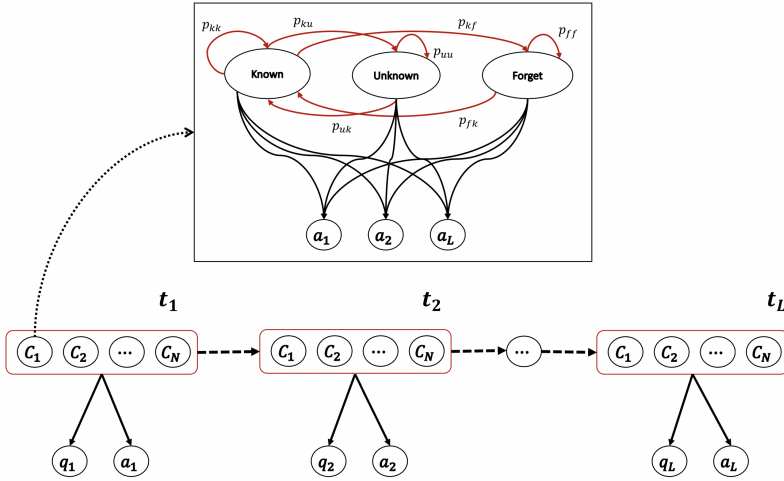 p_kk p_ku p_kf p_ff
p_uu
Known Unknown Forget
p_uk p_fk
a_1 a_2 a_L
t_1 t_2 t_L
C_1 C_2 ... C_N C_1 C_2 ... C_N ... C_1 C_2 ... C_N
q_1 a_1 q_2 a_2 q_L a_L